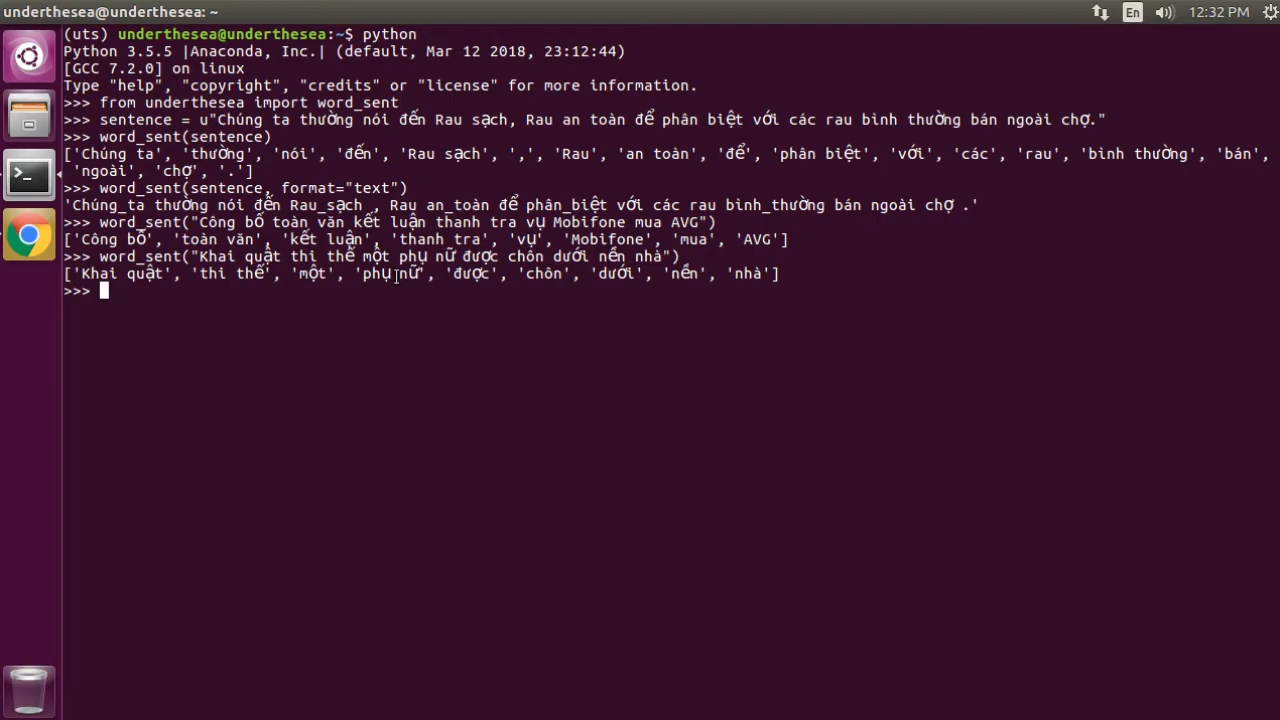 underthesea@underthesea: ~
En
12:32 PM
(uts) underthesea@underthesea:~$ python
Python 3.5.5 |Anaconda, Inc.| (default, Mar 12 2018, 23:12:44)
[GCC 7.2.0] on linux
Type "help", "copyright", "credits" or "license" for more information.
>>> from underthesea import word_sent
>>> sentence = u"Chúng ta thường nói đến Rau sạch, Rau an toàn để phân biệt với các rau bình thường bán ngoài chợ."
>>> word_sent(sentence)
['Chúng ta', 'thường', 'nói', 'đến', 'Rau sạch', ',', 'Rau', 'an toàn', 'để', 'phân biệt', 'với', 'các', 'rau', 'bình thường', 'bán',
'ngoài', 'chợ', '.']
>>> word_sent(sentence, format="text")
'Chúng_ta thường nói đến Rau_sạch , Rau an_toàn để phân_biệt với các rau bình_thường bán ngoài chợ .'
>>> word_sent("Công bố toàn văn kết luận thanh tra vụ Mobifone mua AVG")
['Công bố', 'toàn văn', 'kết luận', 'thanh tra', 'vụ', 'Mobifone', 'mua', 'AVG']
>>> word_sent("Khai quật thi thể một phụ nữ được chôn dưới nền nhà")
['Khai quật', 'thi thể', 'một', 'phụ nữ', 'được', 'chôn', 'dưới', 'nền', 'nhà']
>>>